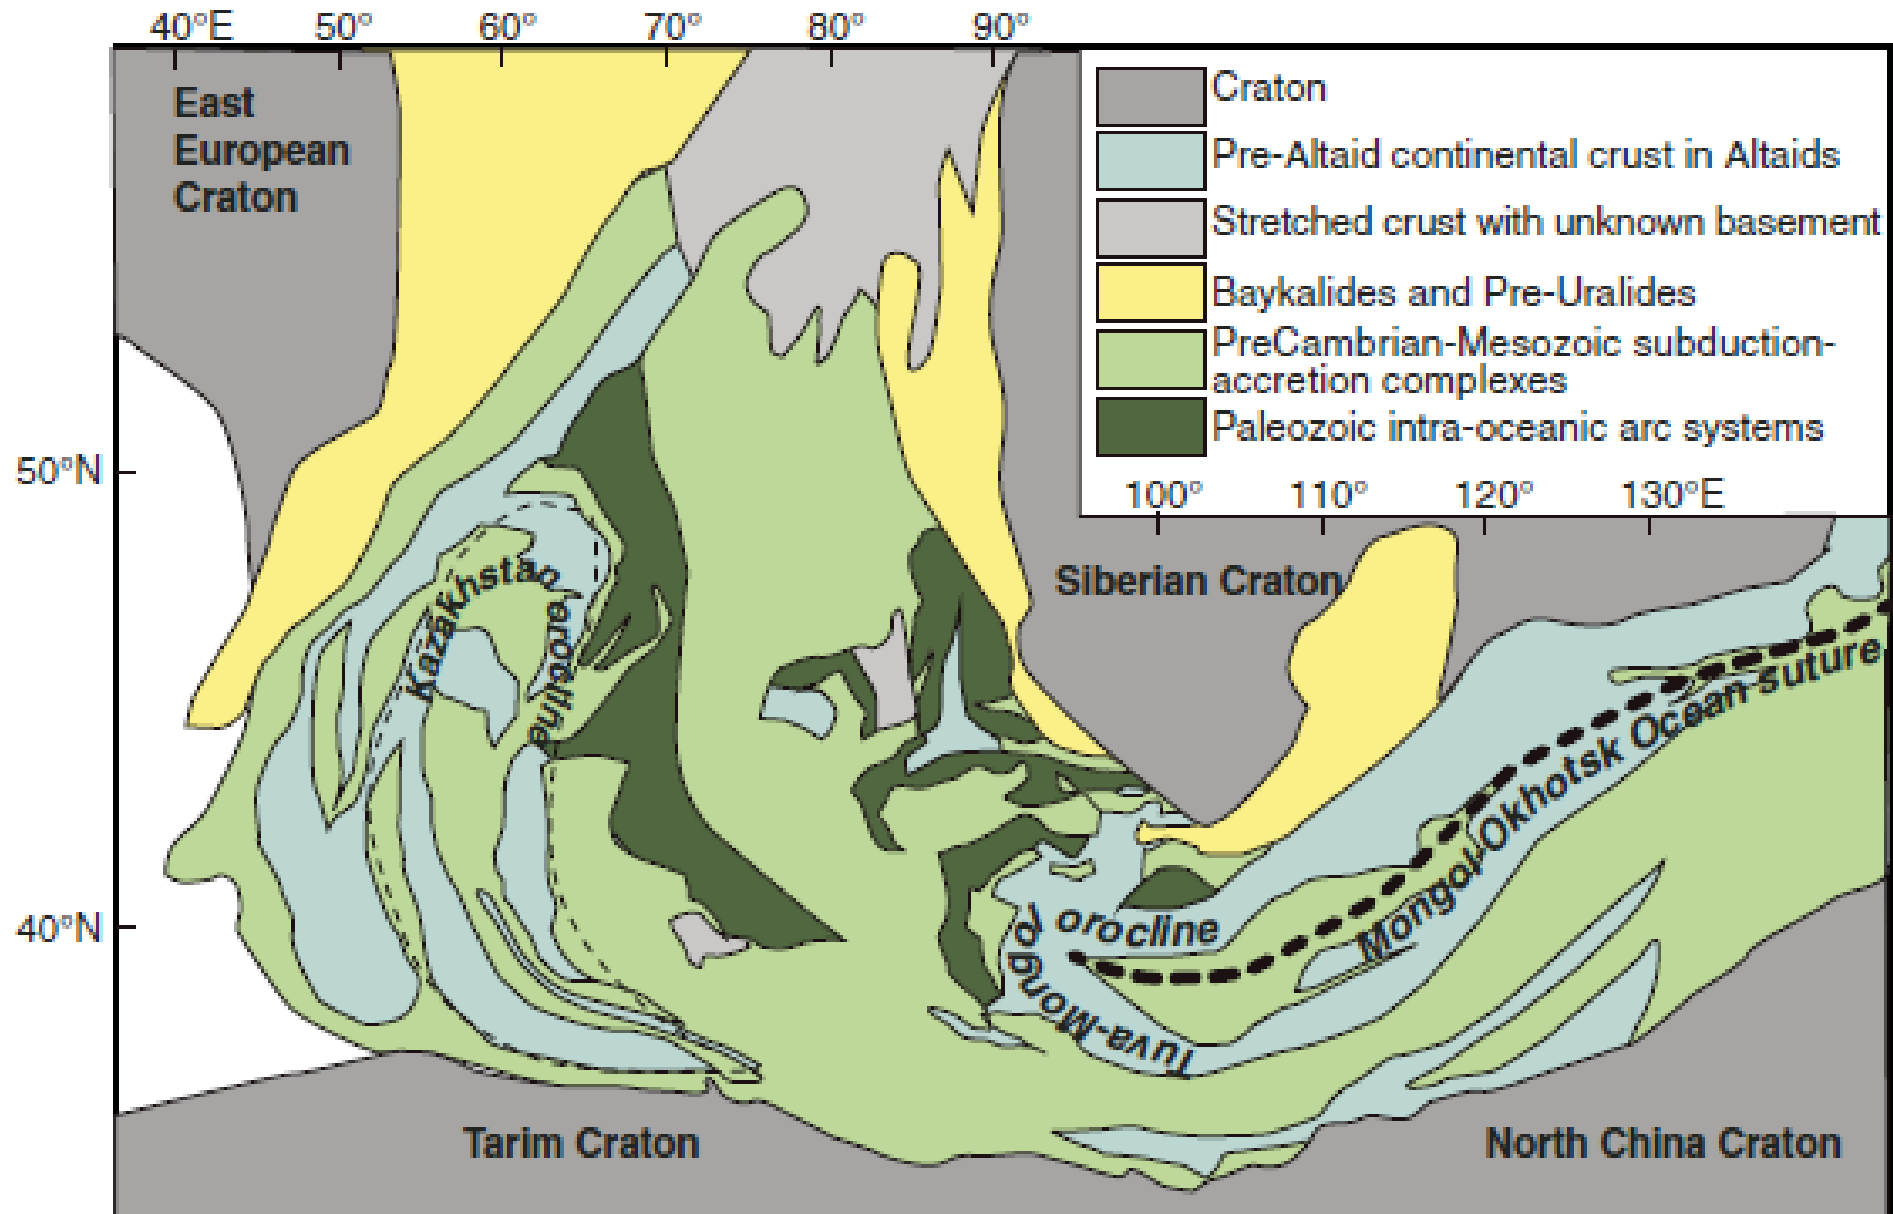 40°E 50° 60° 70° 80° 90°
East
European
Craton
Craton
Pre-Altaid continental crust in Altaids
Stretched crust with unknown basement
Baykalides and Pre-Uralides
PreCambrian-Mesozoic subduction-
accretion complexes
Paleozoic intra-oceanic arc systems
100° 110° 120° 130°E
50°N
Siberian Craton
Kazakhstan
orocline
Mongol-Okhotsk Ocean suture
40°N
Tuva-Mongol orocline
Tarim Craton
North China Craton